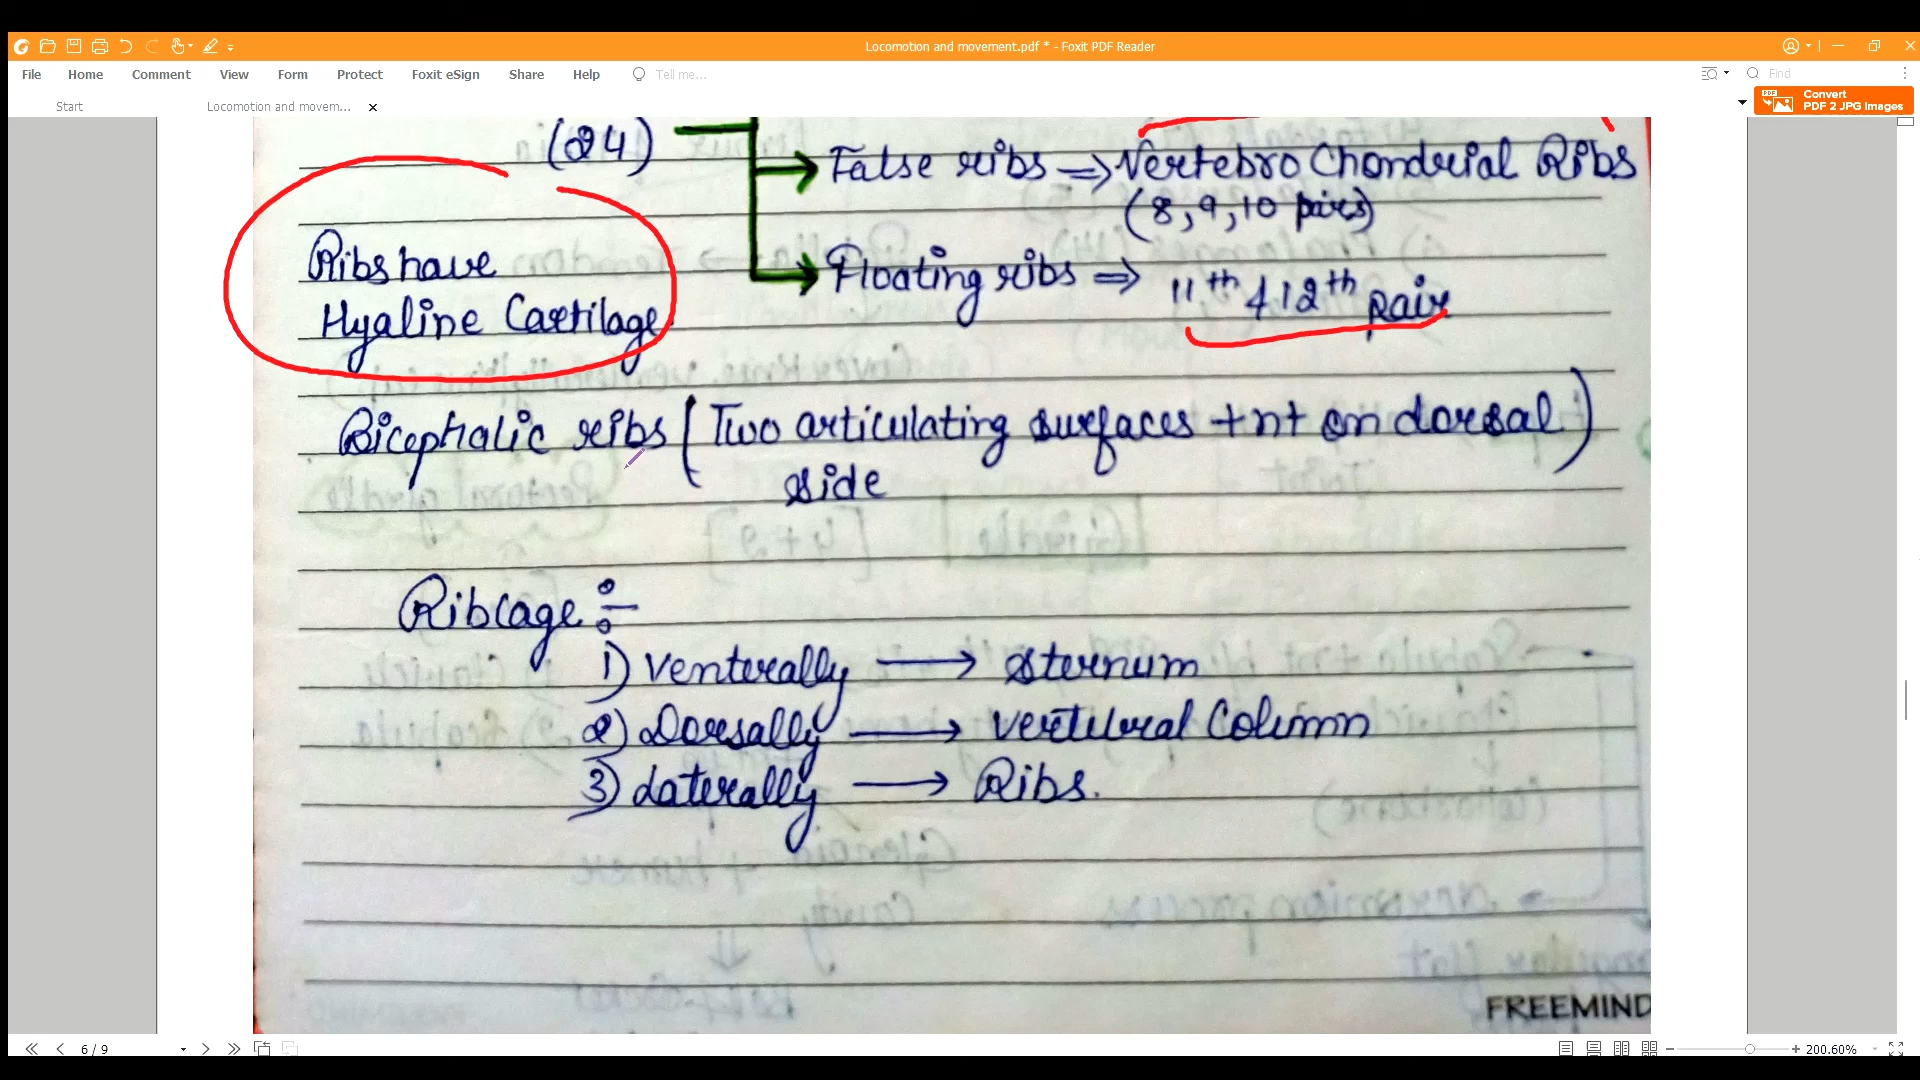 Locomotion and movement.pdf * - Foxit PDF Reader
File Home Comment View Form Protect Foxit eSign Share Help Tell me... Find
Start Locomotion and movem... Convert PDF 2 JPG Images
(24)
False ribs ⇒ Vertebro Chondrial Ribs
(8,9,10 pairs)
Ribs have
Floating ribs ⇒ 11th & 12th pair
Hyaline Cartilage
Bicephalic ribs (Two articulating surfaces +nt on dorsal)
side
Ribcage :-
1) Venterally → Sternum
2) Dorsally → Vertebral Column
3) Laterally → Ribs.
FREEMIND
6 / 9 200.60%